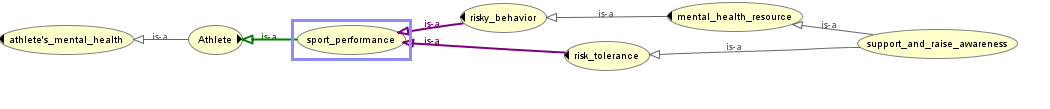 athlete's_mental_health
is-a
Athlete
is-a
sport_performance
is-a
is-a
risky_behavior
risk_tolerance
is-a
is-a
mental_health_resource
is-a
support_and_raise_awareness